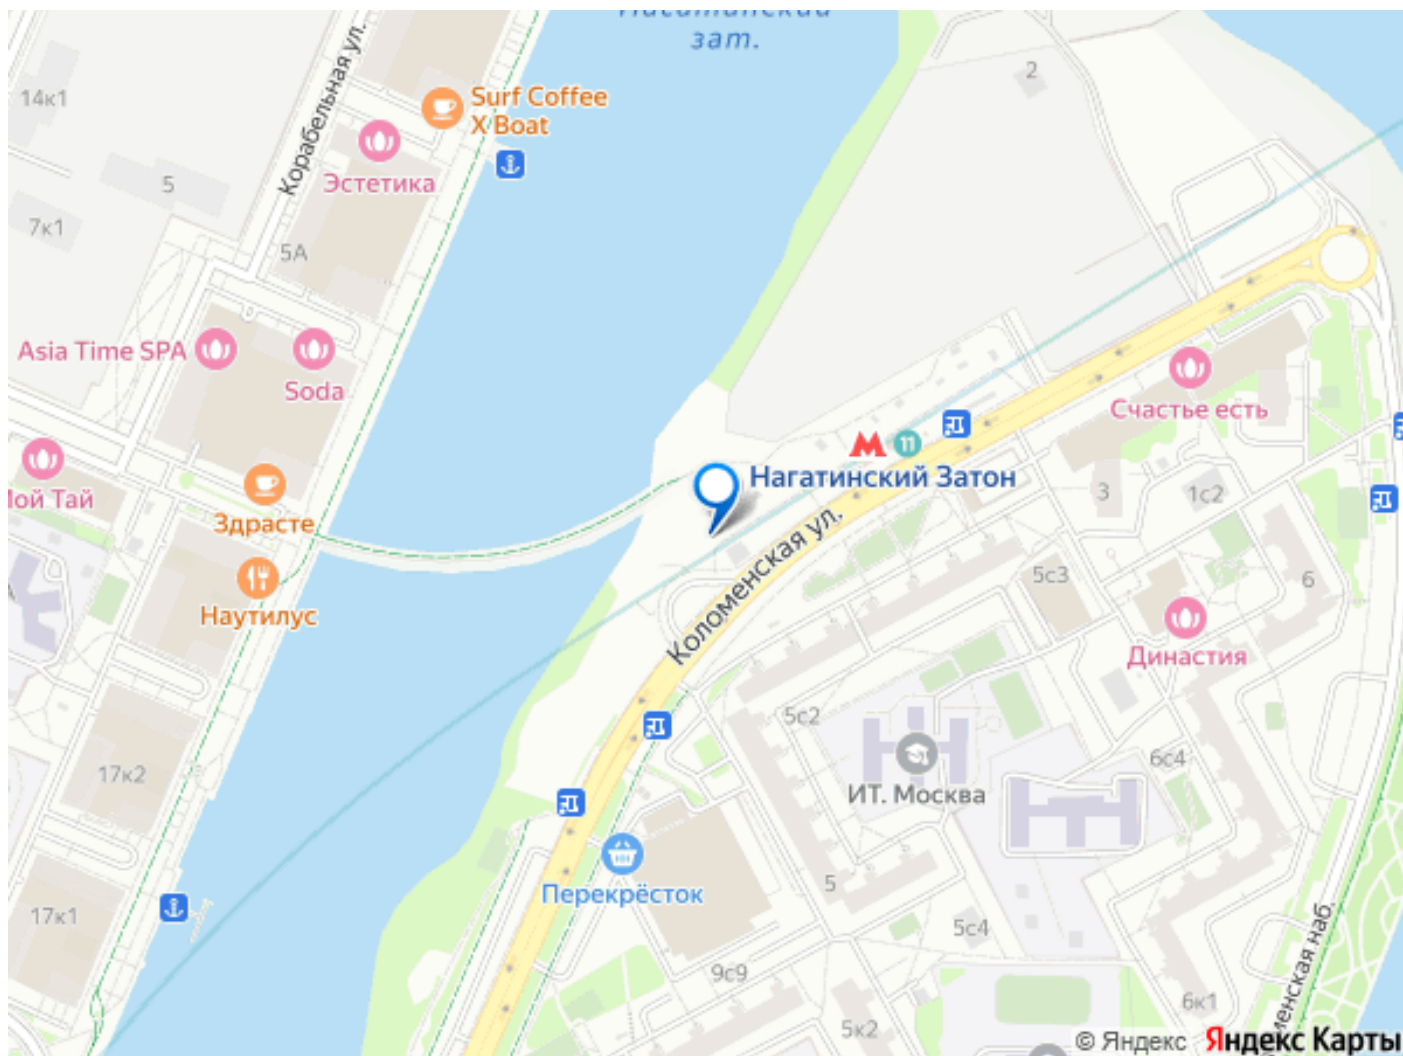 зат.
2
14к1
Surf Coffee
X Boat
Корабельная ул.
Эстетика
5
7к1
5А
Asia Time SPA
Soda
Счастье есть
11
Нагатинский Затон
Тай
Здрасте
3
1с2
Коломенская ул.
5с3
6
Наутилус
Династия
5с2
6с4
17к2
ИТ. Москва
Перекрёсток
5
17к1
5с4
9с9
наб.
6к1
5к2
© Яндекс
Яндекс Карты